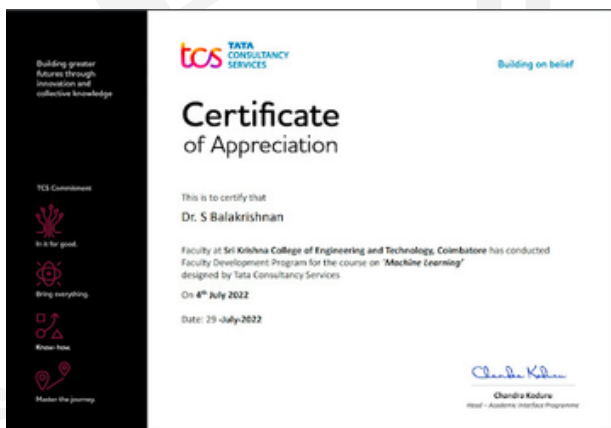 Building greater
futures through
innovation and
collective knowledge
TCS Commitment
In it for good.
Bring everything.
Know-how.
Master the journey.
tcs TATA
CONSULTANCY
SERVICES
Building on belief
Certificate
of Appreciation
This is to certify that
Dr. S Balakrishnan
Faculty at Sri Krishna College of Engineering and Technology, Coimbatore has conducted
Faculty Development Program for the course on "Machine Learning"
designed by Tata Consultancy Services
On 4th July 2022
Date: 29 -July-2022
Chandra Koduru
Chandra Koduru
Head - Academic Interface Programme